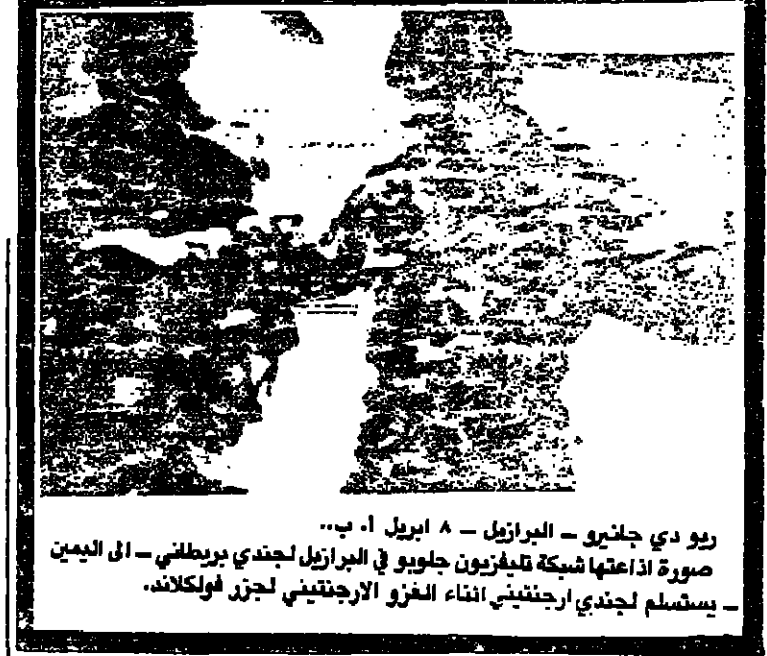 ريو دي جانيرو – البرازيل – ٨ ابريل أ. ب..
صورة اذاعتها شبكة تليفزيون جلوبو في البرازيل لجندي بريطاني – الى اليمين
– يستسلم لجندي ارجنتيني اثناء الغزو الارجنتيني لجزر فولكلاند.